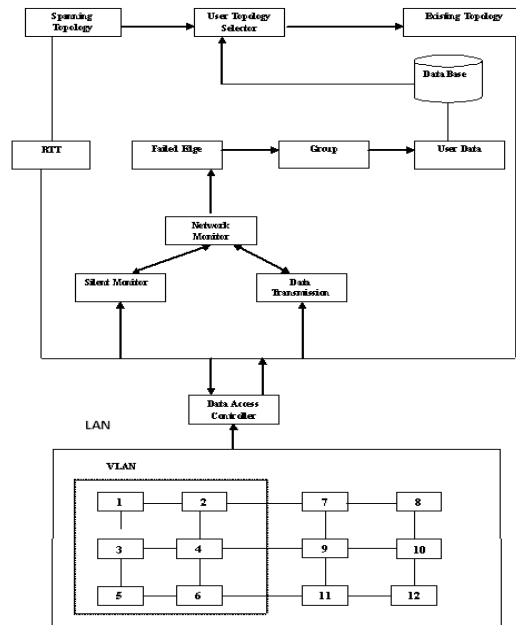 Spanning
Topology
User Topology
Selector
Existing Topology
Data Base
RTT
Failed Elge
Group
User Data
Network
Monitor
Silent Monitor
Data
Transmission
Data Access
Controller
LAN
VLAN
1
2
7
8
3
4
9
10
5
6
11
12